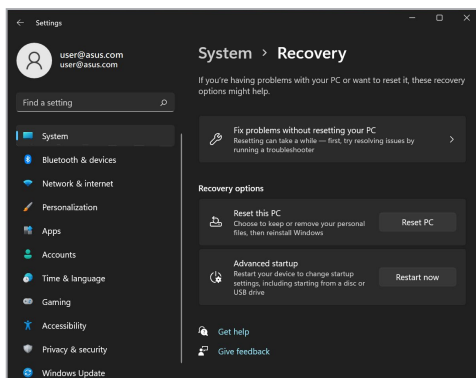 Settings
user@asus.com
user@asus.com
Find a setting
System
Bluetooth & devices
Network & internet
Personalization
Apps
Accounts
Time & language
Gaming
Accessibility
Privacy & security
Windows Update
System > Recovery
If you're having problems with your PC or want to reset it, these recovery
options might help.
Fix problems without resetting your PC
Resetting can take a while — first, try resolving issues by
running a troubleshooter
Recovery options
Reset this PC
Choose to keep or remove your personal
files, then reinstall Windows
Reset PC
Advanced startup
Restart your device to change startup
settings, including starting from a disc or
USB drive
Restart now
Get help
Give feedback